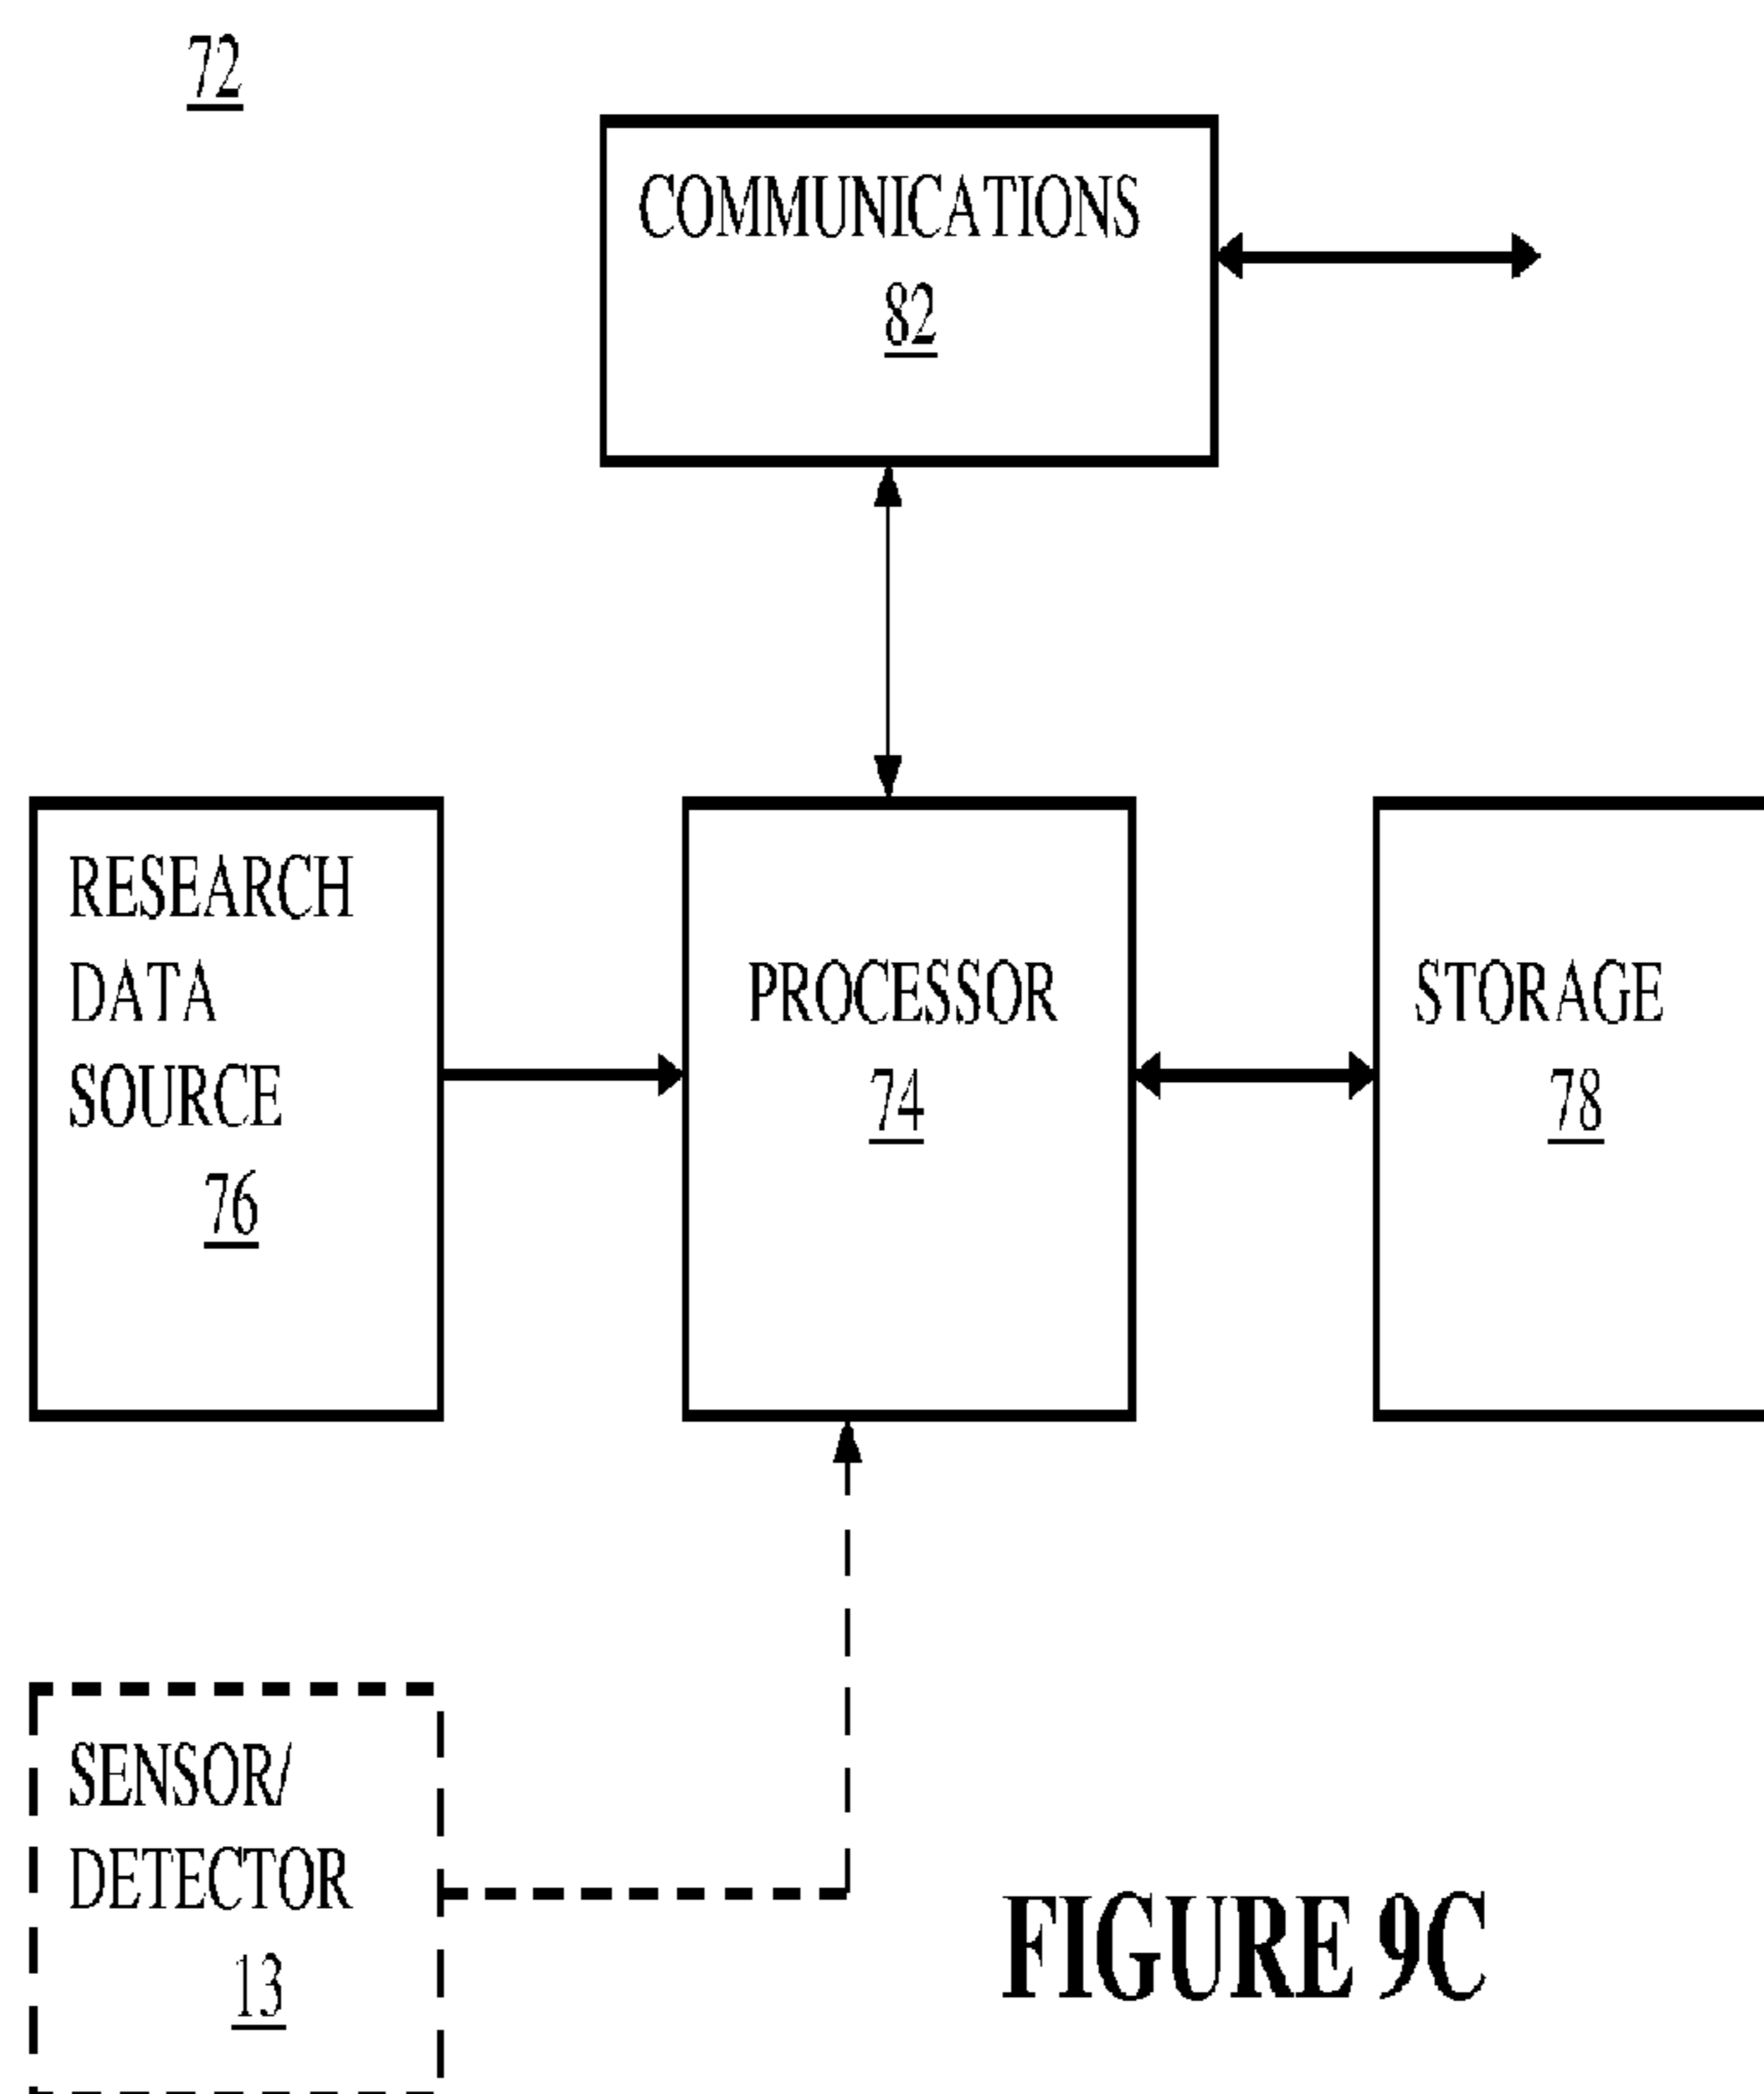 72
COMMUNICATIONS
82
RESEARCH
DATA
SOURCE
76
PROCESSOR
74
STORAGE
78
SENSOR/
DETECTOR
13
FIGURE 9C